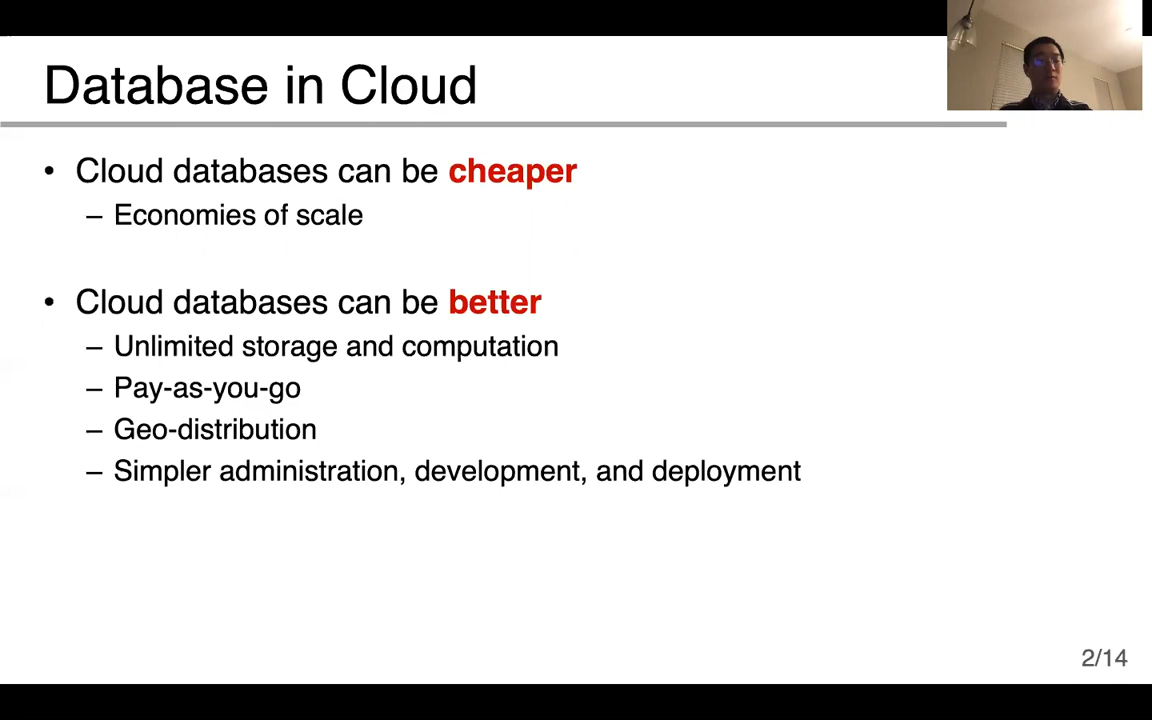 Database in Cloud
• Cloud databases can be cheaper
– Economies of scale
• Cloud databases can be better
– Unlimited storage and computation
– Pay-as-you-go
– Geo-distribution
– Simpler administration, development, and deployment
2/14